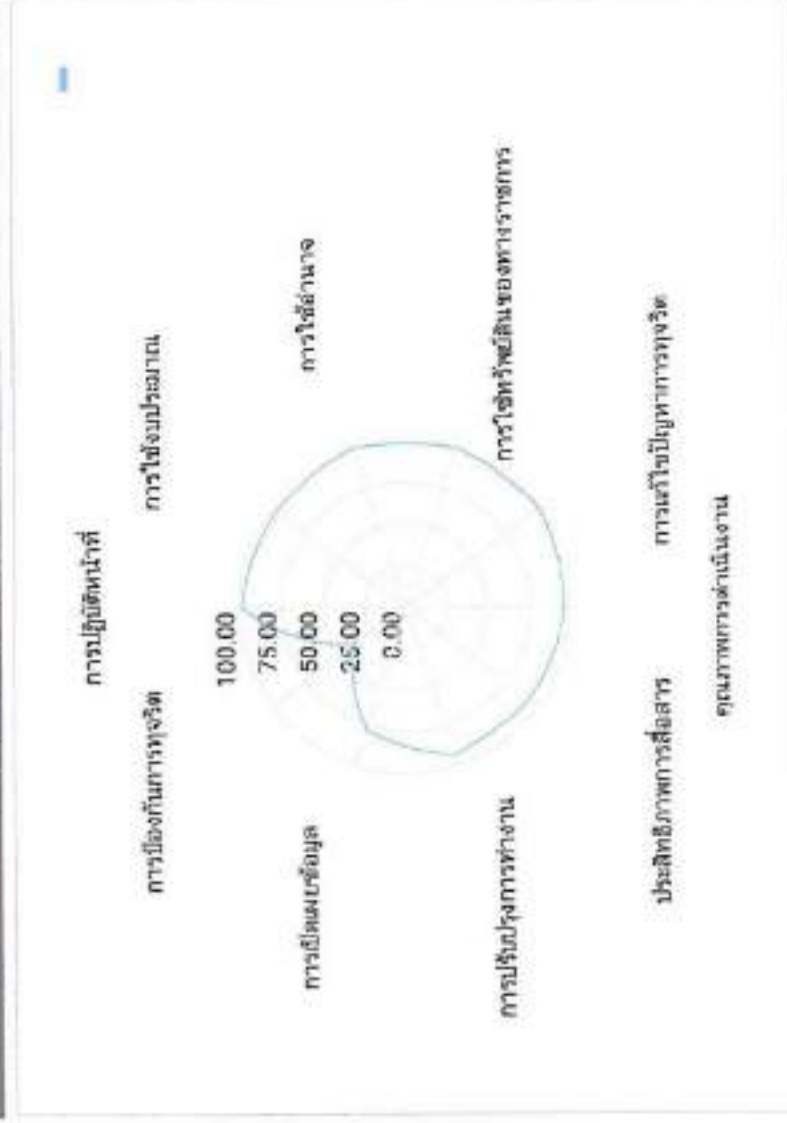 การปฏิบัติหน้าที่
การป้องกันการทุจริต
การใช้งบประมาณ
100.00
75.00
50.00
25.00
0.00
การเปิดเผยข้อมูล
การใช้อำนาจ
การปรับปรุงการทำงาน
การใช้ทรัพย์สินของทางราชการ
ประสิทธิภาพการสื่อสาร
การแก้ไขปัญหาการทุจริต
คุณภาพการดำเนินงาน